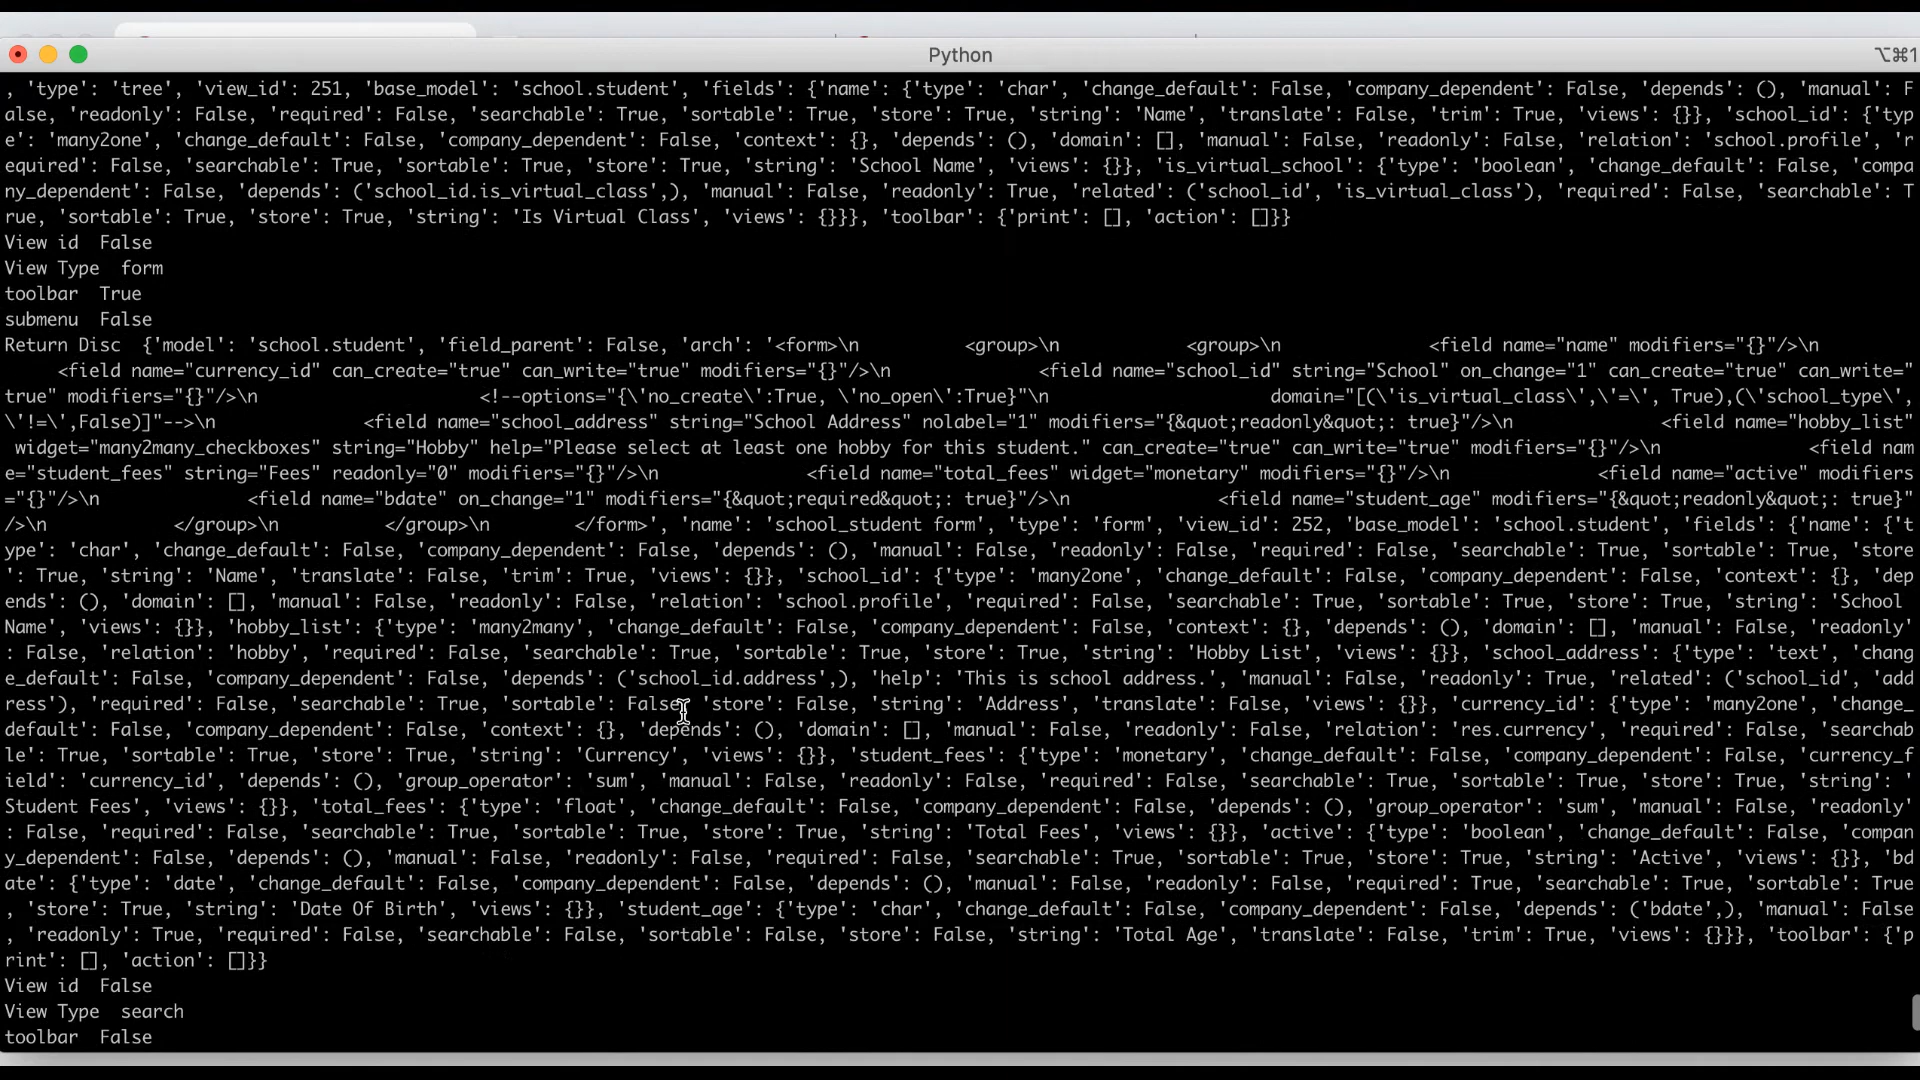 Python
⌥⌘1
, 'type': 'tree', 'view_id': 251, 'base_model': 'school.student', 'fields': {'name': {'type': 'char', 'change_default': False, 'company_dependent': False, 'depends': (), 'manual': F
alse, 'readonly': False, 'required': False, 'searchable': True, 'sortable': True, 'store': True, 'string': 'Name', 'translate': False, 'trim': True, 'views': {}}, 'school_id': {'typ
e': 'many2one', 'change_default': False, 'company_dependent': False, 'context': {}, 'depends': (), 'domain': [], 'manual': False, 'readonly': False, 'relation': 'school.profile', 'r
equired': False, 'searchable': True, 'sortable': True, 'store': True, 'string': 'School Name', 'views': {}}, 'is_virtual_school': {'type': 'boolean', 'change_default': False, 'compa
ny_dependent': False, 'depends': ('school_id.is_virtual_class',), 'manual': False, 'readonly': True, 'related': ('school_id', 'is_virtual_class'), 'required': False, 'searchable': T
rue, 'sortable': True, 'store': True, 'string': 'Is Virtual Class', 'views': {}}}, 'toolbar': {'print': [], 'action': []}}
View id  False
View Type  form
toolbar  True
submenu  False
Return Disc  {'model': 'school.student', 'field_parent': False, 'arch': '<form>\n          <group>\n            <group>\n              <field name="name" modifiers="{}"/>\n
     <field name="currency_id" can_create="true" can_write="true" modifiers="{}"/>\n              <field name="school_id" string="School" on_change="1" can_create="true" can_write="
true" modifiers="{}"/>\n                     <!--options="{\'no_create\':True, \'no_open\':True}"\n                     domain="[(\'is_virtual_class\',\'=\', True),(\'school_type\',
\'!=\',False)]"-->\n              <field name="school_address" string="School Address" nolabel="1" modifiers="{&quot;readonly&quot;: true}"/>\n              <field name="hobby_list"
 widget="many2many_checkboxes" string="Hobby" help="Please select at least one hobby for this student." can_create="true" can_write="true" modifiers="{}"/>\n              <field nam
e="student_fees" string="Fees" readonly="0" modifiers="{}"/>\n              <field name="total_fees" widget="monetary" modifiers="{}"/>\n              <field name="active" modifiers
="{}"/>\n              <field name="bdate" on_change="1" modifiers="{&quot;required&quot;: true}"/>\n              <field name="student_age" modifiers="{&quot;readonly&quot;: true}"
/>\n            </group>\n          </group>\n        </form>', 'name': 'school_student form', 'type': 'form', 'view_id': 252, 'base_model': 'school.student', 'fields': {'name': {'t
ype': 'char', 'change_default': False, 'company_dependent': False, 'depends': (), 'manual': False, 'readonly': False, 'required': False, 'searchable': True, 'sortable': True, 'store
': True, 'string': 'Name', 'translate': False, 'trim': True, 'views': {}}, 'school_id': {'type': 'many2one', 'change_default': False, 'company_dependent': False, 'context': {}, 'dep
ends': (), 'domain': [], 'manual': False, 'readonly': False, 'relation': 'school.profile', 'required': False, 'searchable': True, 'sortable': True, 'store': True, 'string': 'School
Name', 'views': {}}, 'hobby_list': {'type': 'many2many', 'change_default': False, 'company_dependent': False, 'context': {}, 'depends': (), 'domain': [], 'manual': False, 'readonly'
: False, 'relation': 'hobby', 'required': False, 'searchable': True, 'sortable': True, 'store': True, 'string': 'Hobby List', 'views': {}}, 'school_address': {'type': 'text', 'chang
e_default': False, 'company_dependent': False, 'depends': ('school_id.address',), 'help': 'This is school address.', 'manual': False, 'readonly': True, 'related': ('school_id', 'add
ress'), 'required': False, 'searchable': True, 'sortable': False, 'store': False, 'string': 'Address', 'translate': False, 'views': {}}, 'currency_id': {'type': 'many2one', 'change_
default': False, 'company_dependent': False, 'context': {}, 'depends': (), 'domain': [], 'manual': False, 'readonly': False, 'relation': 'res.currency', 'required': False, 'searchab
le': True, 'sortable': True, 'store': True, 'string': 'Currency', 'views': {}}, 'student_fees': {'type': 'monetary', 'change_default': False, 'company_dependent': False, 'currency_f
ield': 'currency_id', 'depends': (), 'group_operator': 'sum', 'manual': False, 'readonly': False, 'required': False, 'searchable': True, 'sortable': True, 'store': True, 'string': '
Student Fees', 'views': {}}, 'total_fees': {'type': 'float', 'change_default': False, 'company_dependent': False, 'depends': (), 'group_operator': 'sum', 'manual': False, 'readonly'
: False, 'required': False, 'searchable': True, 'sortable': True, 'store': True, 'string': 'Total Fees', 'views': {}}, 'active': {'type': 'boolean', 'change_default': False, 'compan
y_dependent': False, 'depends': (), 'manual': False, 'readonly': False, 'required': False, 'searchable': True, 'sortable': True, 'store': True, 'string': 'Active', 'views': {}}, 'bd
ate': {'type': 'date', 'change_default': False, 'company_dependent': False, 'depends': (), 'manual': False, 'readonly': False, 'required': True, 'searchable': True, 'sortable': True
, 'store': True, 'string': 'Date Of Birth', 'views': {}}, 'student_age': {'type': 'char', 'change_default': False, 'company_dependent': False, 'depends': ('bdate',), 'manual': False
, 'readonly': True, 'required': False, 'searchable': False, 'sortable': False, 'store': False, 'string': 'Total Age', 'translate': False, 'trim': True, 'views': {}}}, 'toolbar': {'p
rint': [], 'action': []}}
View id  False
View Type  search
toolbar  False